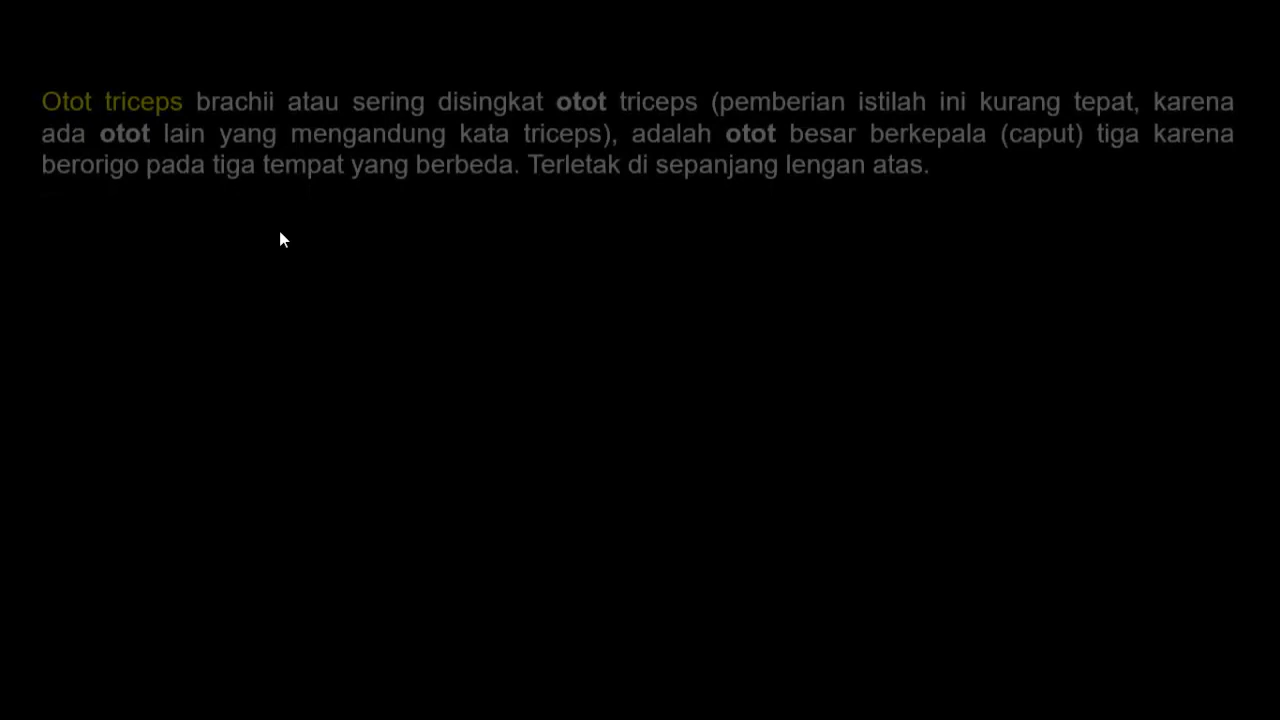 Otot triceps brachii atau sering disingkat otot triceps (pemberian istilah ini kurang tepat, karena
ada otot lain yang mengandung kata triceps), adalah otot besar berkepala (caput) tiga karena
berorigo pada tiga tempat yang berbeda. Terletak di sepanjang lengan atas.